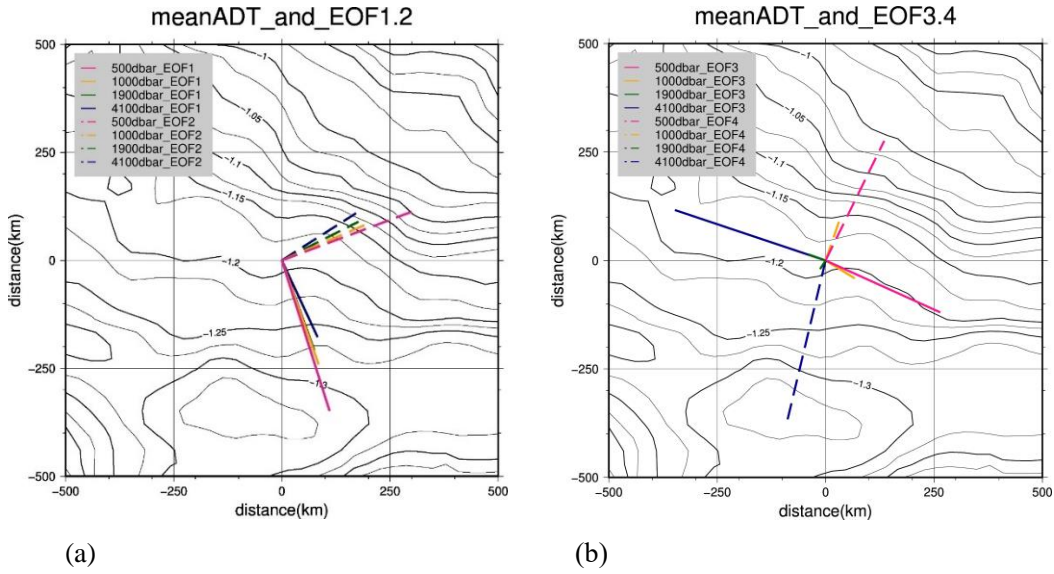 meanADT_and_EOF1.2
500
250
0
−250
−500
−500
−250
0
250
500
distance(km)
distance(km)
500dbar_EOF1
1000dbar_EOF1
1900dbar_EOF1
4100dbar_EOF1
500dbar_EOF2
1000dbar_EOF2
1900dbar_EOF2
4100dbar_EOF2
−1
−1.05
−1.1
−1.15
−1.2
−1.25
−1.3
(a)
meanADT_and_EOF3.4
500
250
0
−250
−500
−500
−250
0
250
500
distance(km)
distance(km)
500dbar_EOF3
1000dbar_EOF3
1900dbar_EOF3
4100dbar_EOF3
500dbar_EOF4
1000dbar_EOF4
1900dbar_EOF4
4100dbar_EOF4
−1
−1.05
−1.1
−1.15
−1.2
−1.25
−1.3
(b)